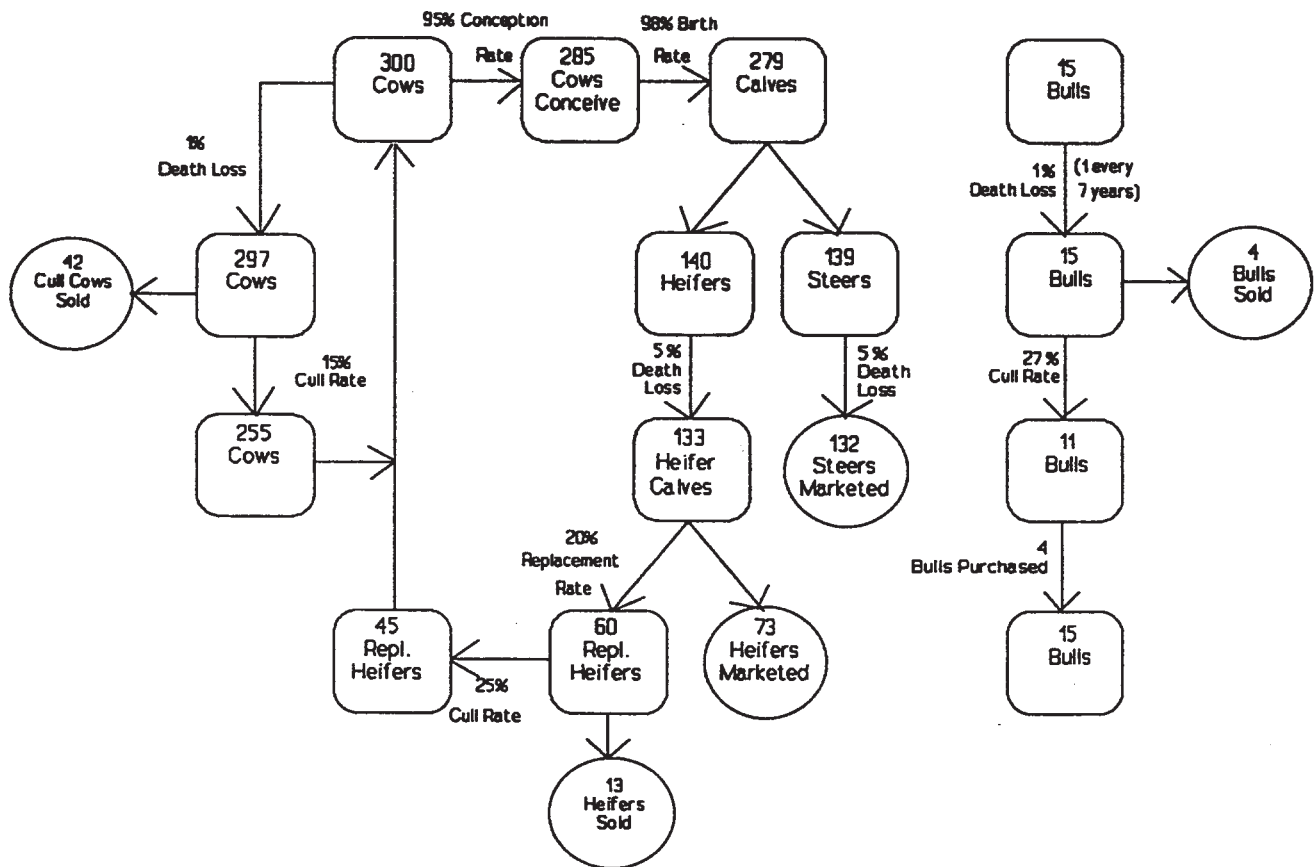 95% Conception
Rate
98% Birth
Rate
300
Cows
285
Cows
Conceive
279
Calves
15
Bulls
1%
Death Loss
1%
Death Loss
(1 every
7 years)
42
Cull Cows
Sold
297
Cows
140
Heifers
139
Steers
15
Bulls
4
Bulls
Sold
15%
Cull Rate
5%
Death
Loss
5%
Death
Loss
27%
Cull Rate
255
Cows
133
Heifer
Calves
132
Steers
Marketed
11
Bulls
20%
Replacement
Rate
4
Bulls Purchased
45
Repl.
Heifers
60
Repl.
Heifers
73
Heifers
Marketed
15
Bulls
25%
Cull Rate
13
Heifers
Sold